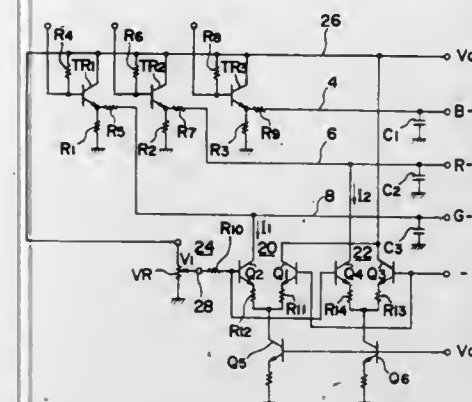 R4 R6 R8 26
TR1 TR2 TR3 Vc
4 B-
R1 R5 R2 R7 R3 R9 C1
6 R-
C2
8 I2 G-
I1 C3
V1 24 R10 20 22
VR Q2 Q1 Q4 Q3 -
28 R12 R11 R14 R13
Q5 Vc
Q6